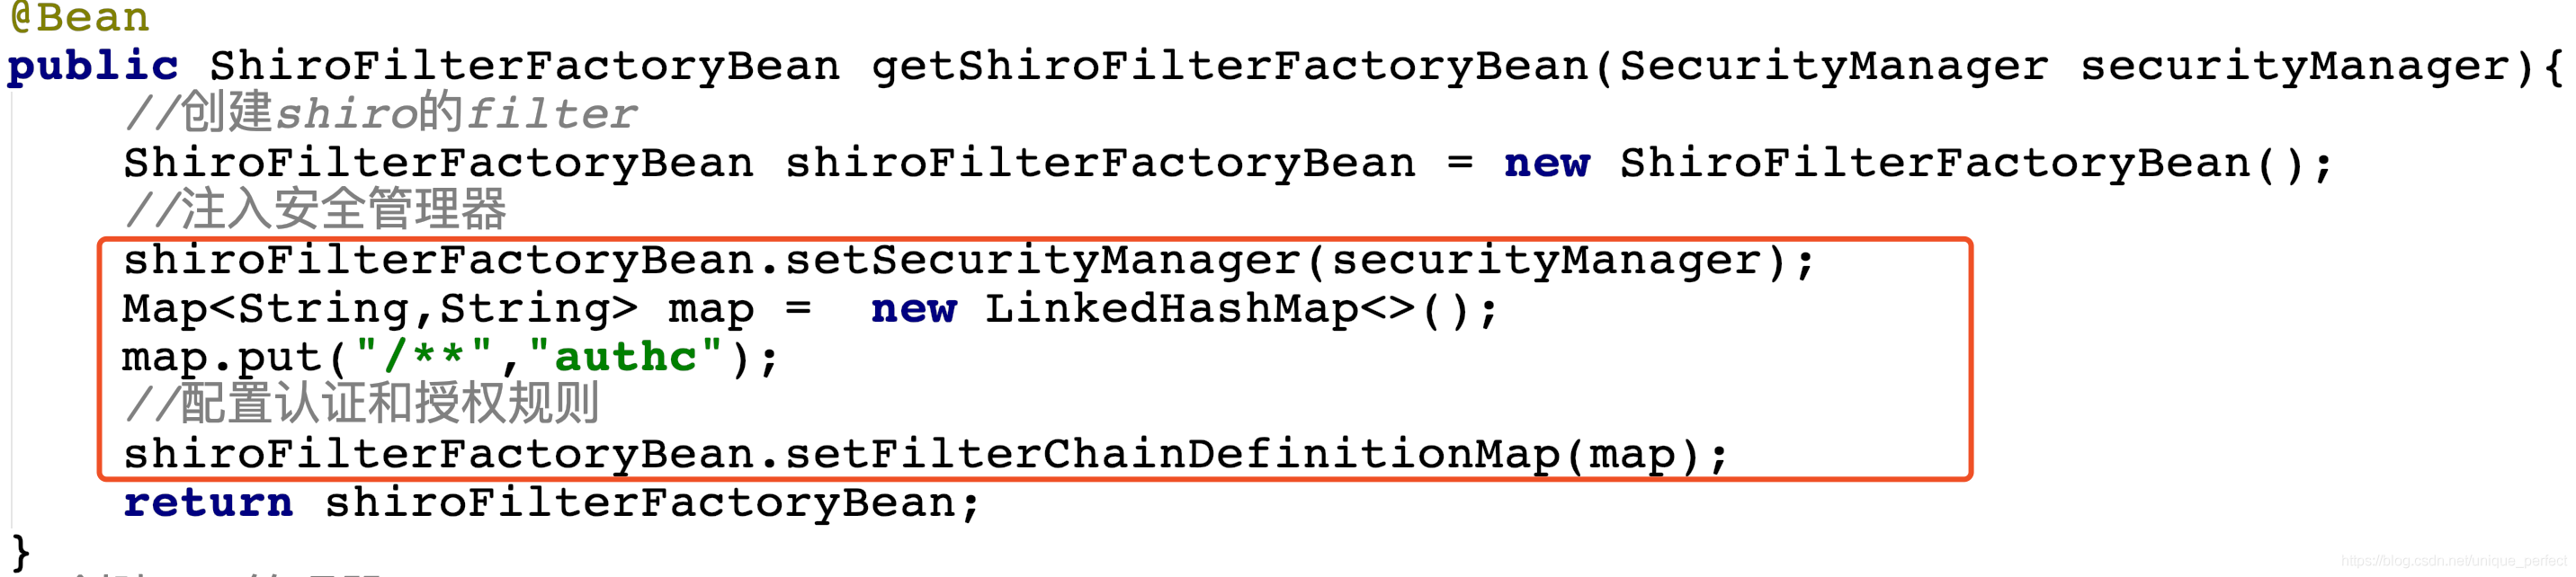 @Bean
public ShiroFilterFactoryBean getShiroFilterFactoryBean(SecurityManager securityManager){
//创建shiro的filter
ShiroFilterFactoryBean shiroFilterFactoryBean = new ShiroFilterFactoryBean();
//注入安全管理器
shiroFilterFactoryBean.setSecurityManager(securityManager);
Map<String,String> map =  new LinkedHashMap<>();
map.put("/**","authc");
//配置认证和授权规则
shiroFilterFactoryBean.setFilterChainDefinitionMap(map);
return shiroFilterFactoryBean;
}
https://blog.csdn.net/unique_perfect